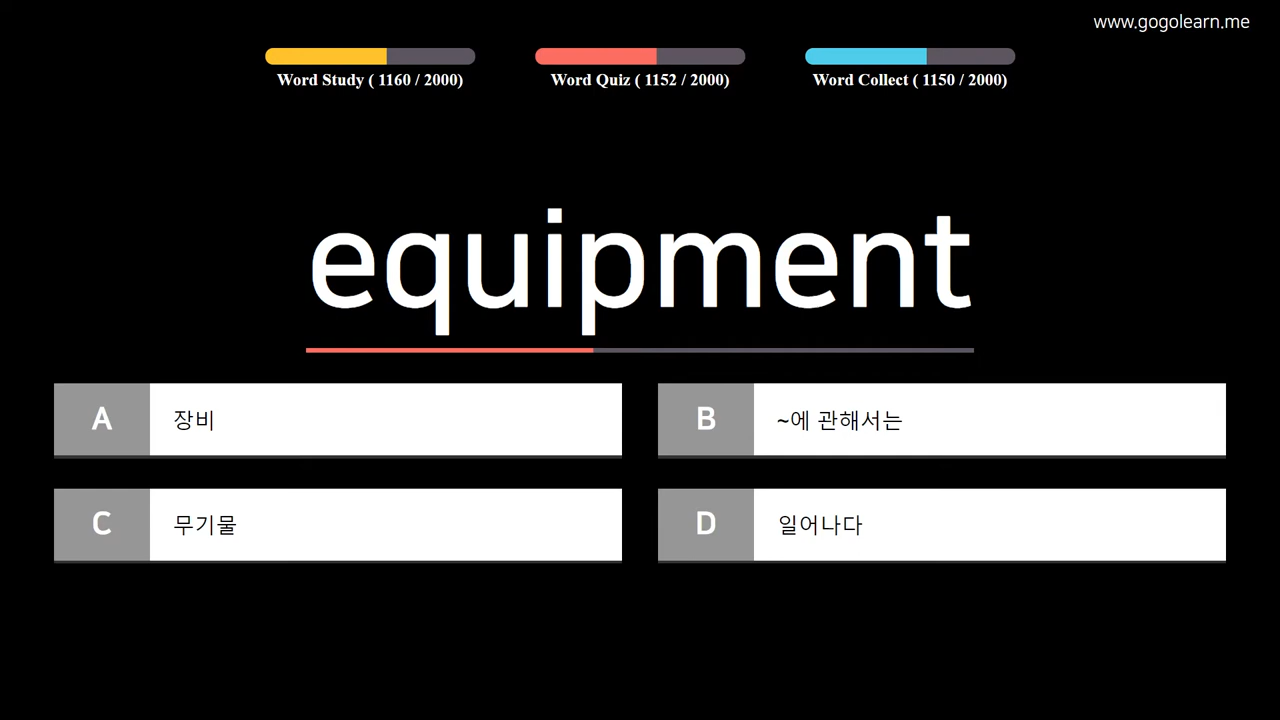 www.gogolearn.me
Word Study ( 1160 / 2000)
Word Quiz ( 1152 / 2000)
Word Collect ( 1150 / 2000)
equipment
A 장비
B ~에 관해서는
C 무기물
D 일어나다